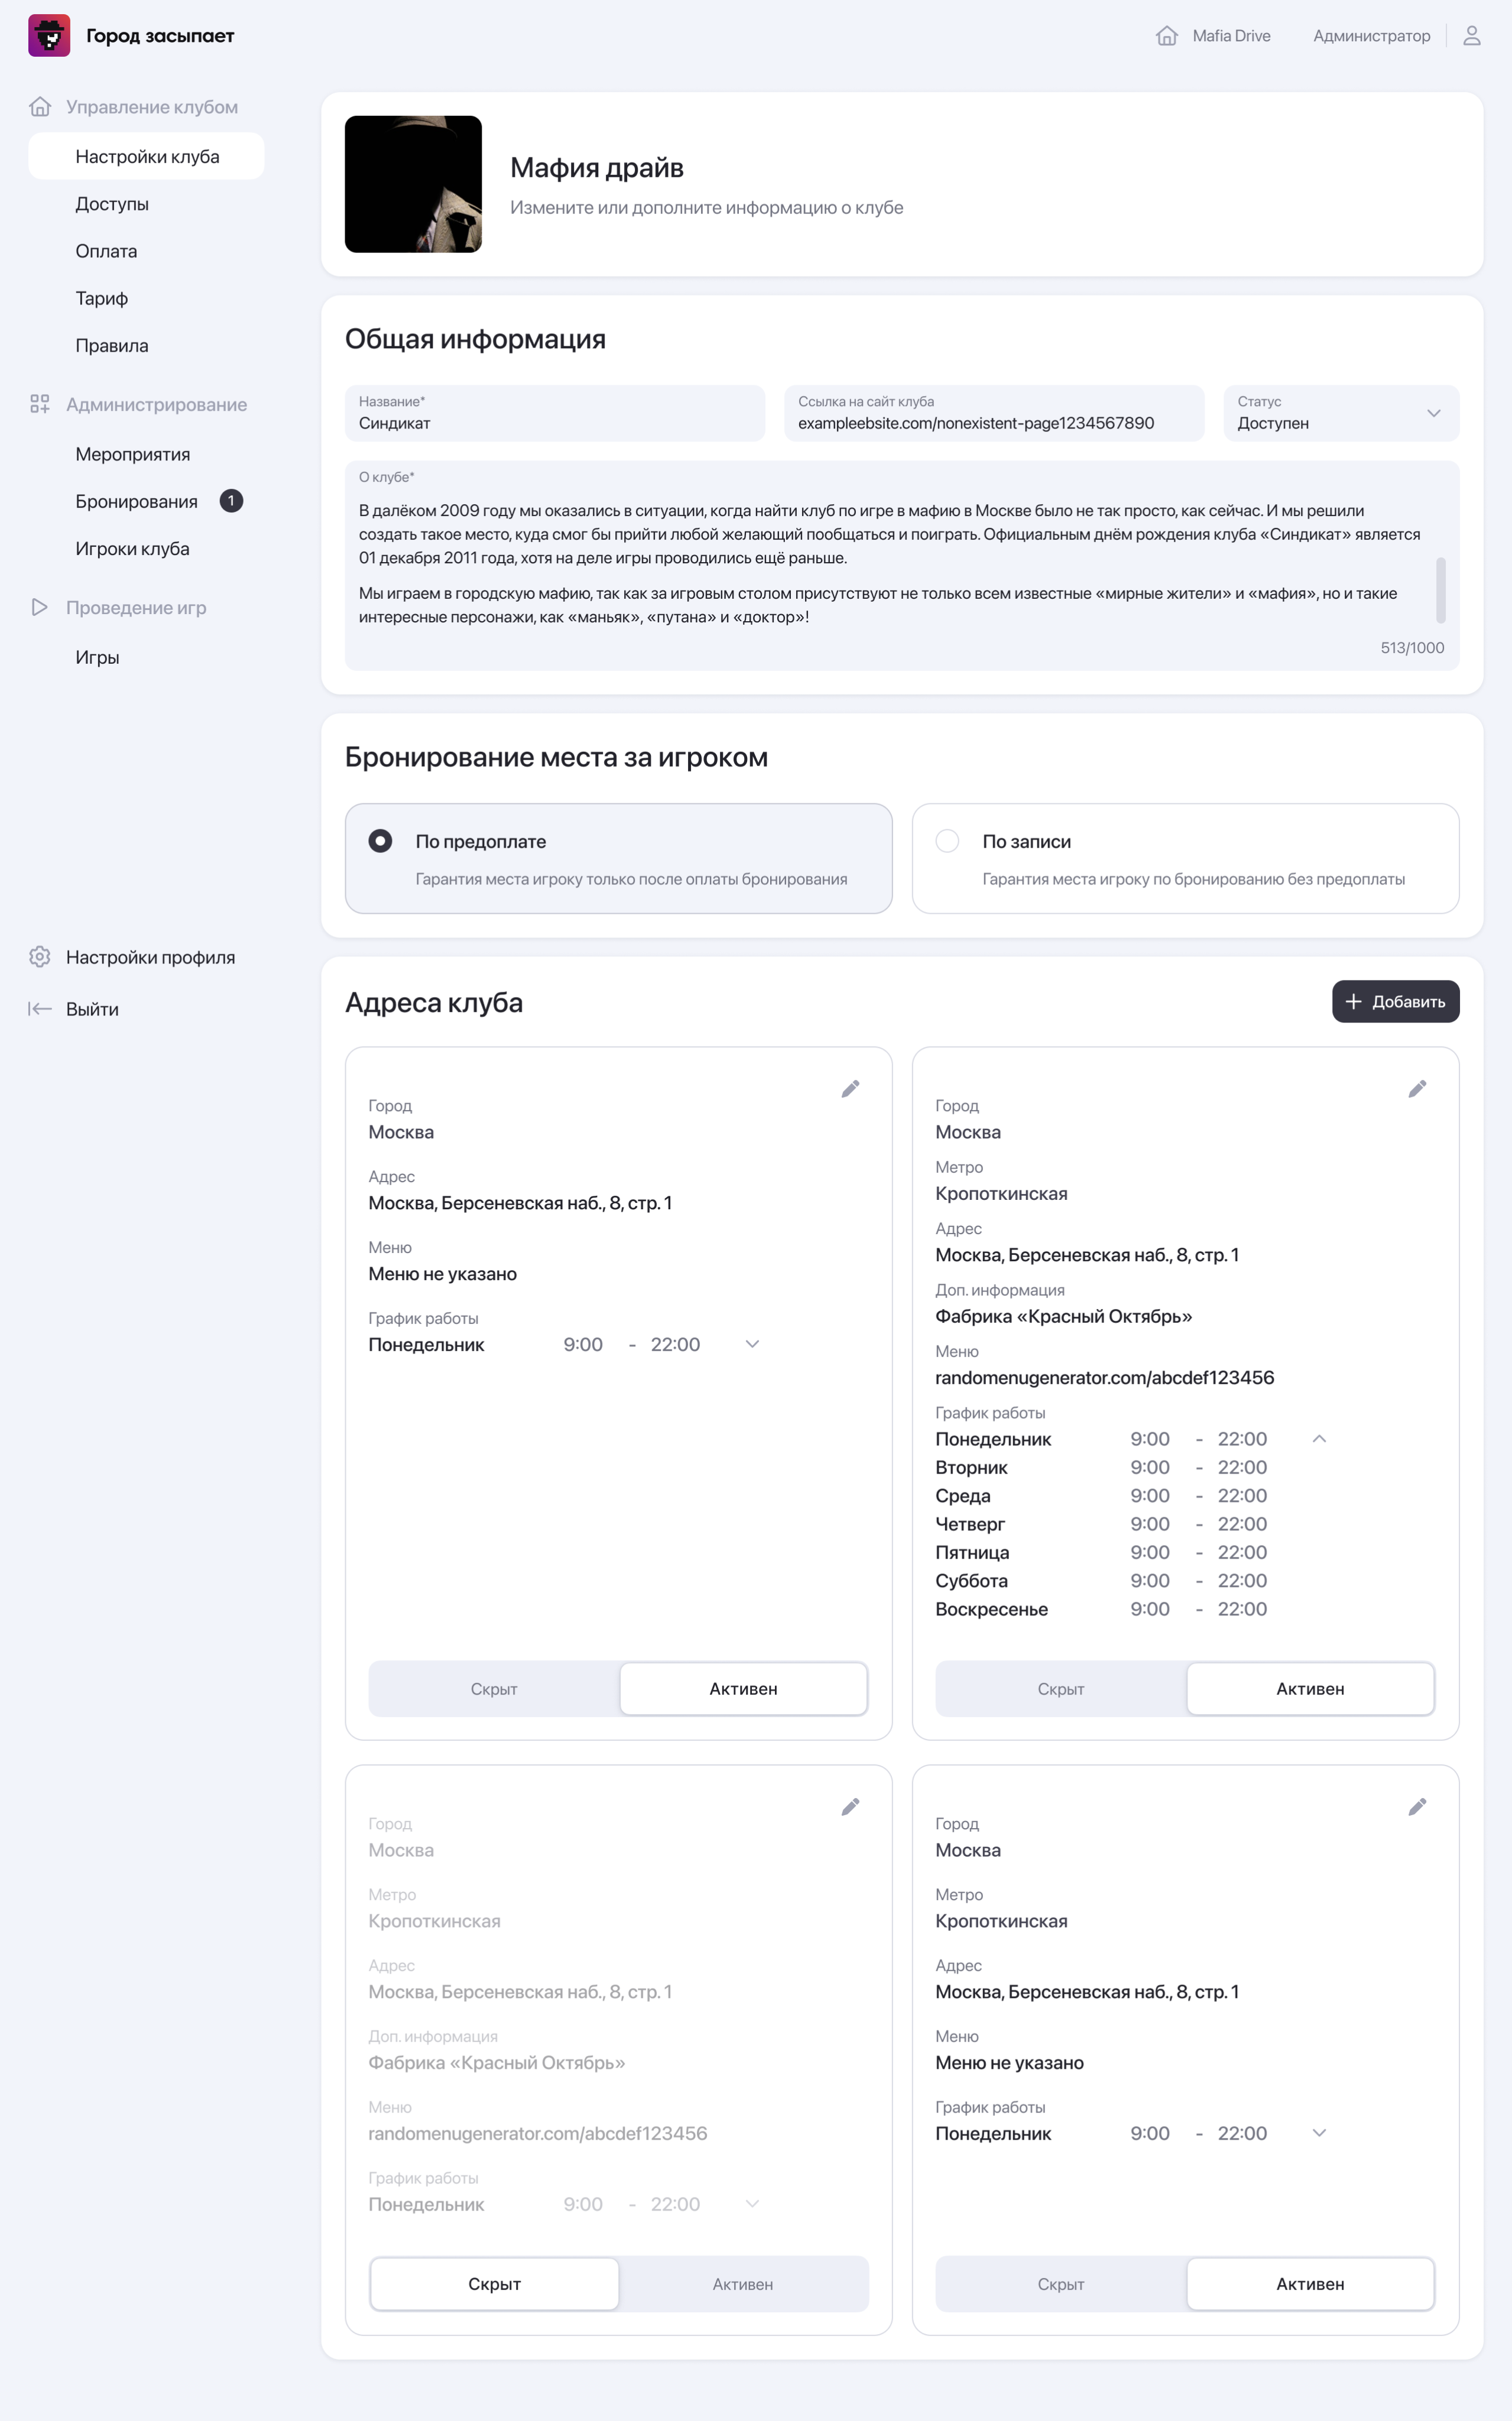 Город засыпает
Mafia Drive
Администратор
Управление клубом
Настройки клуба
Доступы
Оплата
Тариф
Правила
Администрирование
Мероприятия
Бронирования 1
Игроки клуба
Проведение игр
Игры
Настройки профиля
Выйти
Мафия драйв
Измените или дополните информацию о клубе
Общая информация
Название*
Синдикат
Ссылка на сайт клуба
exampleebsite.com/nonexistent-page1234567890
Статус
Доступен
О клубе*
В далёком 2009 году мы оказались в ситуации, когда найти клуб по игре в мафию в Москве было не так просто, как сейчас. И мы решили
создать такое место, куда смог бы прийти любой желающий пообщаться и поиграть. Официальным днём рождения клуба «Синдикат» является
01 декабря 2011 года, хотя на деле игры проводились ещё раньше.
Мы играем в городскую мафию, так как за игровым столом присутствуют не только всем известные «мирные жители» и «мафия», но и такие
интересные персонажи, как «маньяк», «путана» и «доктор»!
513/1000
Бронирование места за игроком
По предоплате
Гарантия места игроку только после оплаты бронирования
По записи
Гарантия места игроку по бронированию без предоплаты
Адреса клуба
Добавить
Город
Москва
Адрес
Москва, Берсеневская наб., 8, стр. 1
Меню
Меню не указано
График работы
Понедельник 9:00 - 22:00
Скрыт
Активен
Город
Москва
Метро
Кропоткинская
Адрес
Москва, Берсеневская наб., 8, стр. 1
Доп. информация
Фабрика «Красный Октябрь»
Меню
randomenugenerator.com/abcdef123456
График работы
Понедельник 9:00 - 22:00
Вторник 9:00 - 22:00
Среда 9:00 - 22:00
Четверг 9:00 - 22:00
Пятница 9:00 - 22:00
Суббота 9:00 - 22:00
Воскресенье 9:00 - 22:00
Скрыт
Активен
Город
Москва
Метро
Кропоткинская
Адрес
Москва, Берсеневская наб., 8, стр. 1
Доп. информация
Фабрика «Красный Октябрь»
Меню
randomenugenerator.com/abcdef123456
График работы
Понедельник 9:00 - 22:00
Скрыт
Активен
Город
Москва
Метро
Кропоткинская
Адрес
Москва, Берсеневская наб., 8, стр. 1
Меню
Меню не указано
График работы
Понедельник 9:00 - 22:00
Скрыт
Активен